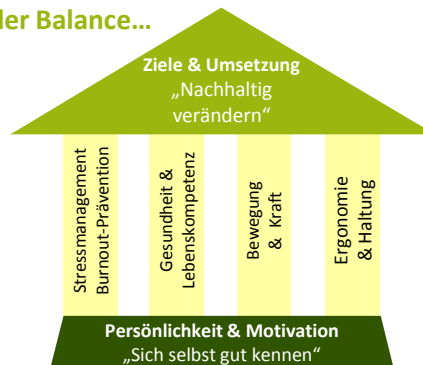 der Balance...
Ziele & Umsetzung
„Nachhaltig
verändern“
Stressmanagement
Burnout-Prävention
Gesundheit &
Lebenskompetenz
Bewegung
& Kraft
Ergonomie
& Haltung
Persönlichkeit & Motivation
„Sich selbst gut kennen“